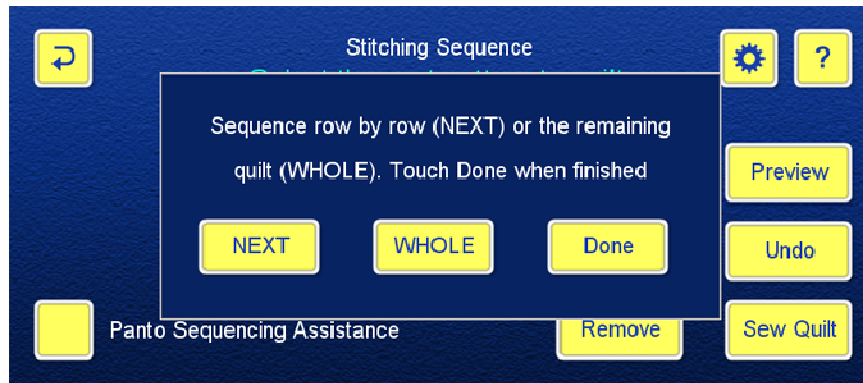 Stitching Sequence
?
Sequence row by row (NEXT) or the remaining
quilt (WHOLE). Touch Done when finished
Preview
NEXT
WHOLE
Done
Undo
Panto Sequencing Assistance
Remove
Sew Quilt